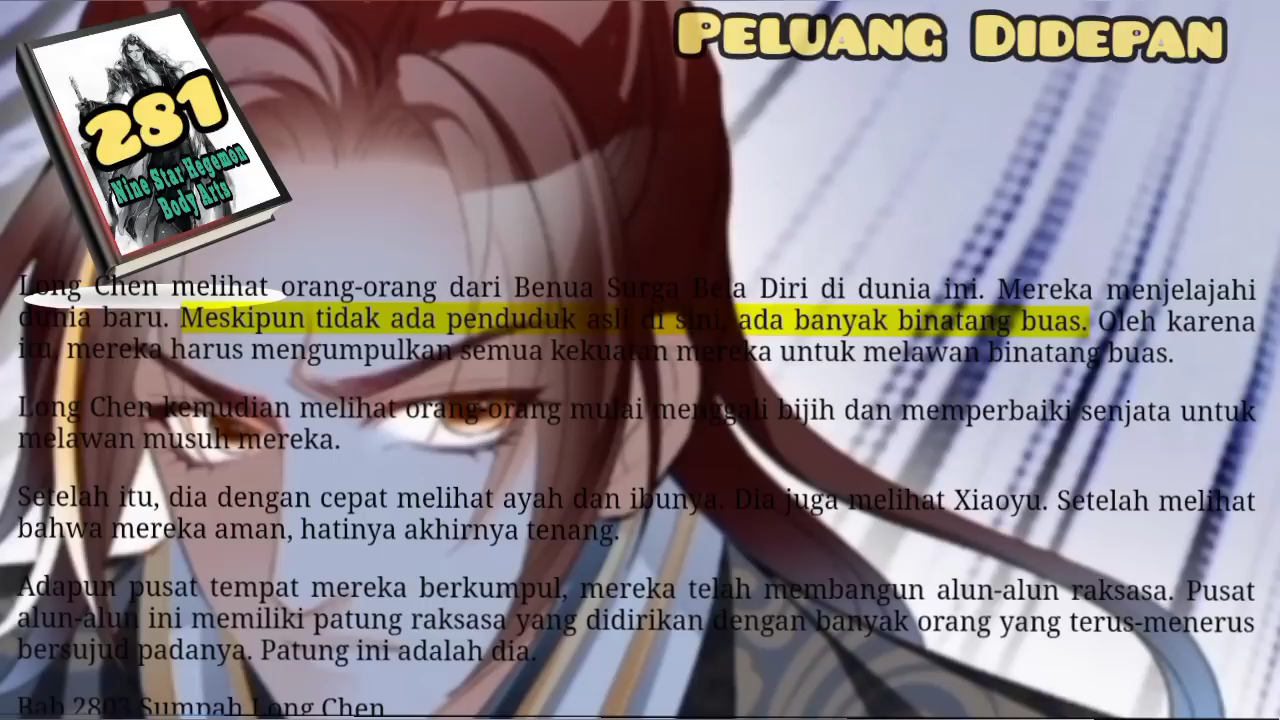 PELUANG DIDEPAN
281
Nine Star Hegemon
Body Arts
Long Chen melihat orang-orang dari Benua Surga Bela Diri di dunia ini. Mereka menjelajahi
dunia baru. Meskipun tidak ada penduduk asli di sini, ada banyak binatang buas. Oleh karena
itu, mereka harus mengumpulkan semua kekuatan mereka untuk melawan binatang buas.
Long Chen kemudian melihat orang-orang mulai menggali bijih dan memperbaiki senjata untuk
melawan musuh mereka.
Setelah itu, dia dengan cepat melihat ayah dan ibunya. Dia juga melihat Xiaoyu. Setelah melihat
bahwa mereka aman, hatinya akhirnya tenang.
Adapun pusat tempat mereka berkumpul, mereka telah membangun alun-alun raksasa. Pusat
alun-alun ini memiliki patung raksasa yang didirikan dengan banyak orang yang terus-menerus
bersujud padanya. Patung ini adalah dia.
Bab 2803 Sumpah Long Chen